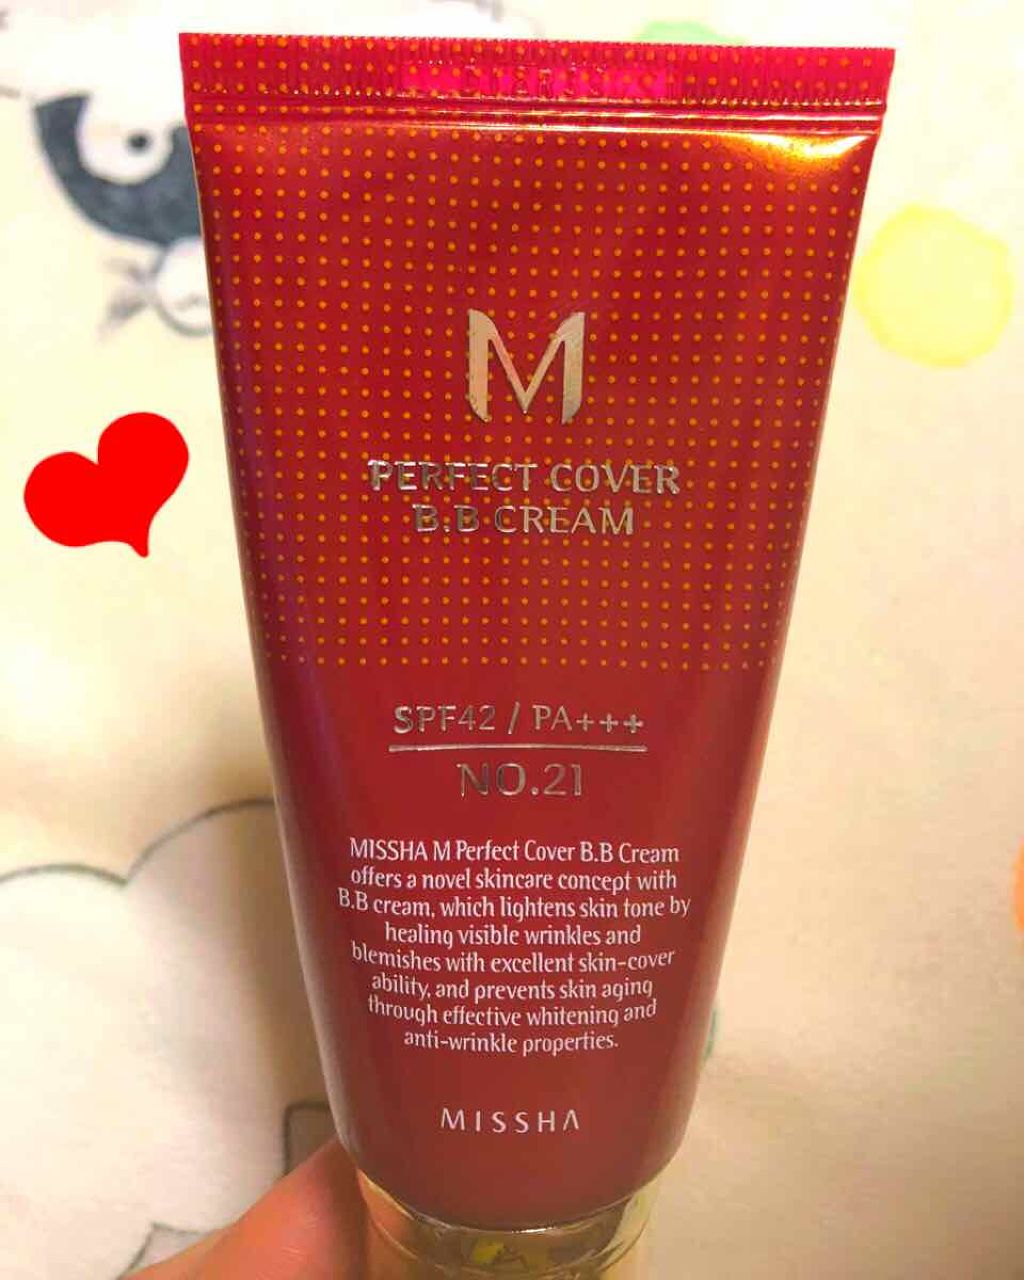 M
PERFECT COVER
B.B CREAM
SPF42 / PA+++
NO.21
MISSHA M Perfect Cover B.B Cream
offers a novel skincare concept with
B.B cream, which lightens skin tone by
healing visible wrinkles and
blemishes with excellent skin-cover
ability, and prevents skin aging
through effective whitening and
anti-wrinkle properties.
MISSHA